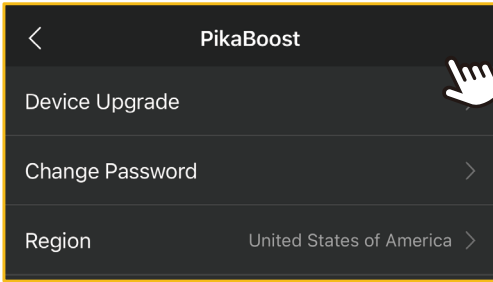 PikaBoost
Device Upgrade
Change Password
Region United States of America